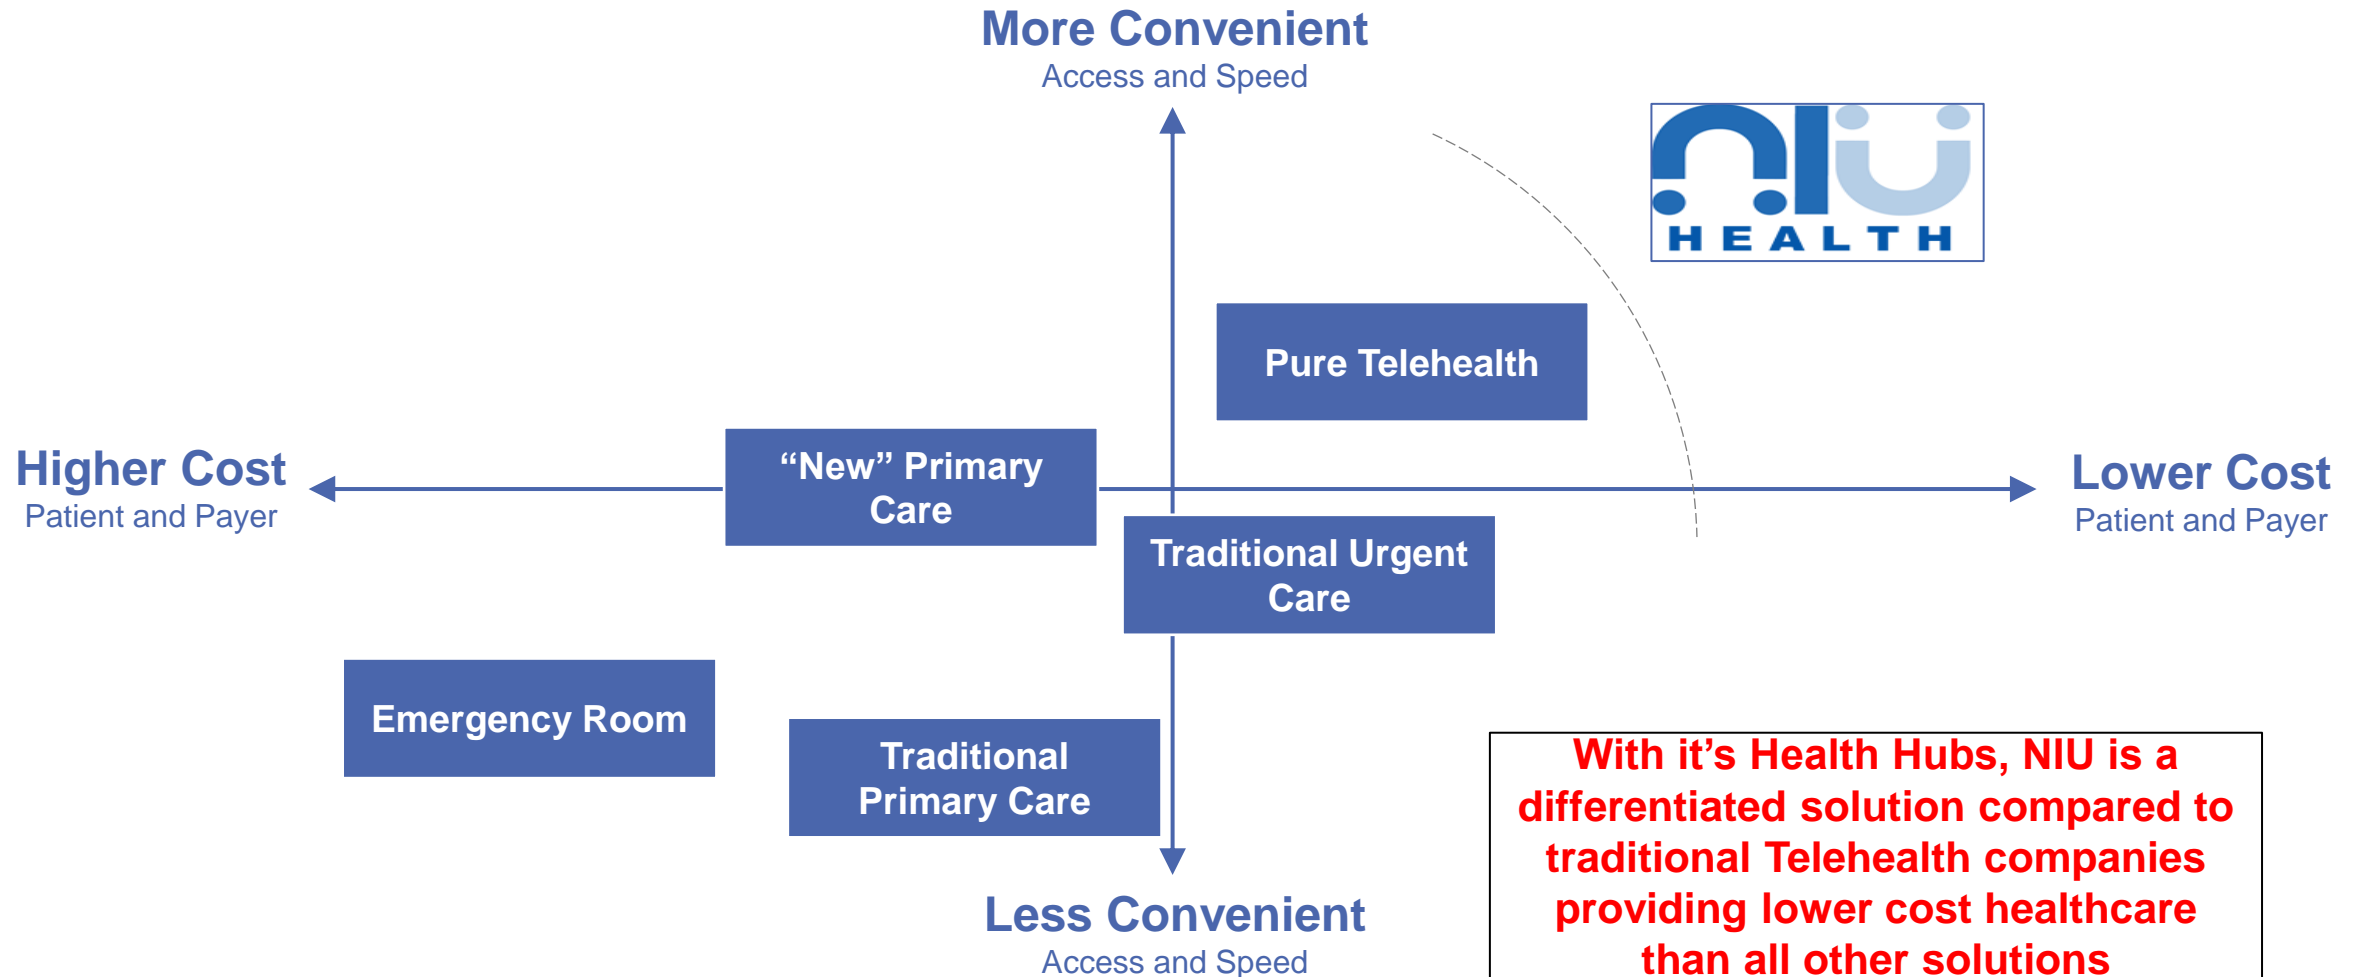 More Convenient
Access and Speed
NIU
HEALTH
Pure Telehealth
Higher Cost
Patient and Payer
“New” Primary
Care
Lower Cost
Patient and Payer
Traditional Urgent
Care
Emergency Room
Traditional
Primary Care
With it’s Health Hubs, NIU is a
differentiated solution compared to
traditional Telehealth companies
providing lower cost healthcare
than all other solutions
Less Convenient
Access and Speed